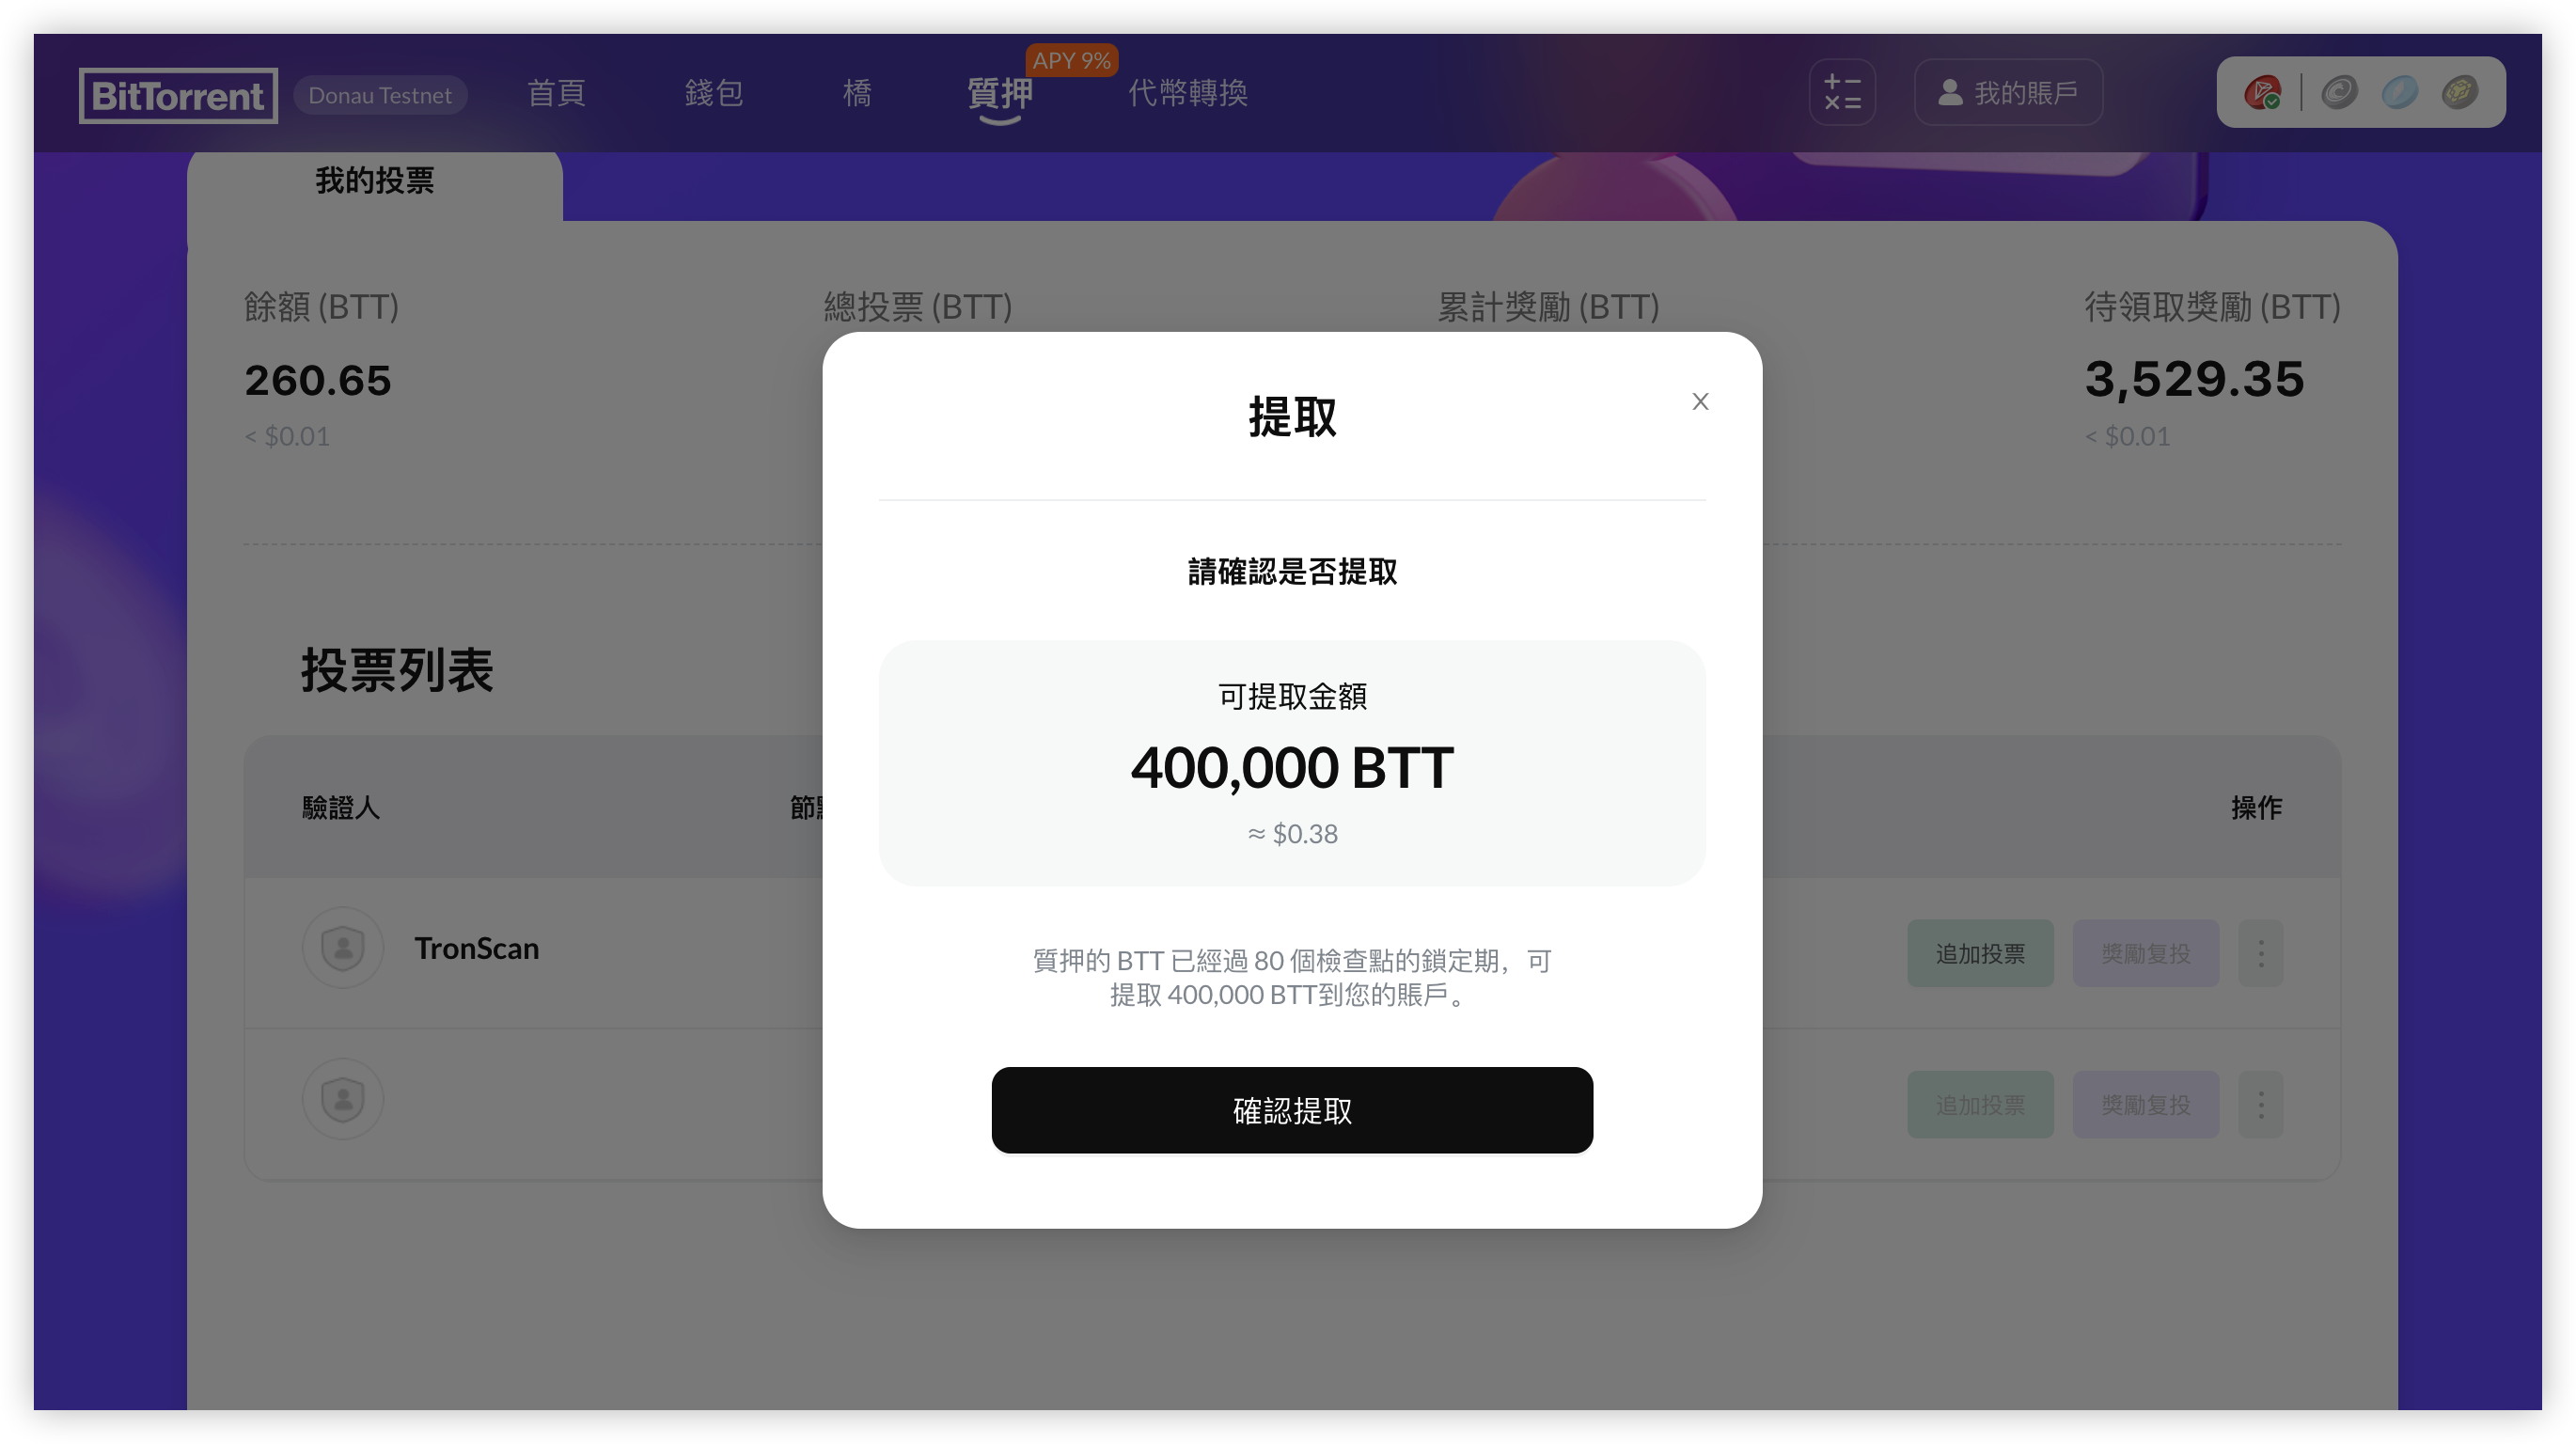 BitTorrent
Donau Testnet
首頁
錢包
橋
質押
APY 9%
代幣轉換
我的賬戶
我的投票
餘額 (BTT)
總投票 (BTT)
累計獎勵 (BTT)
待領取獎勵 (BTT)
260.65
3,529.35
< $0.01
< $0.01
提取
請確認是否提取
可提取金額
400,000 BTT
≈ $0.38
質押的 BTT 已經過 80 個檢查點的鎖定期，可
提取 400,000 BTT到您的賬戶。
確認提取
投票列表
驗證人
操作
TronScan
追加投票
獎勵复投
追加投票
獎勵复投